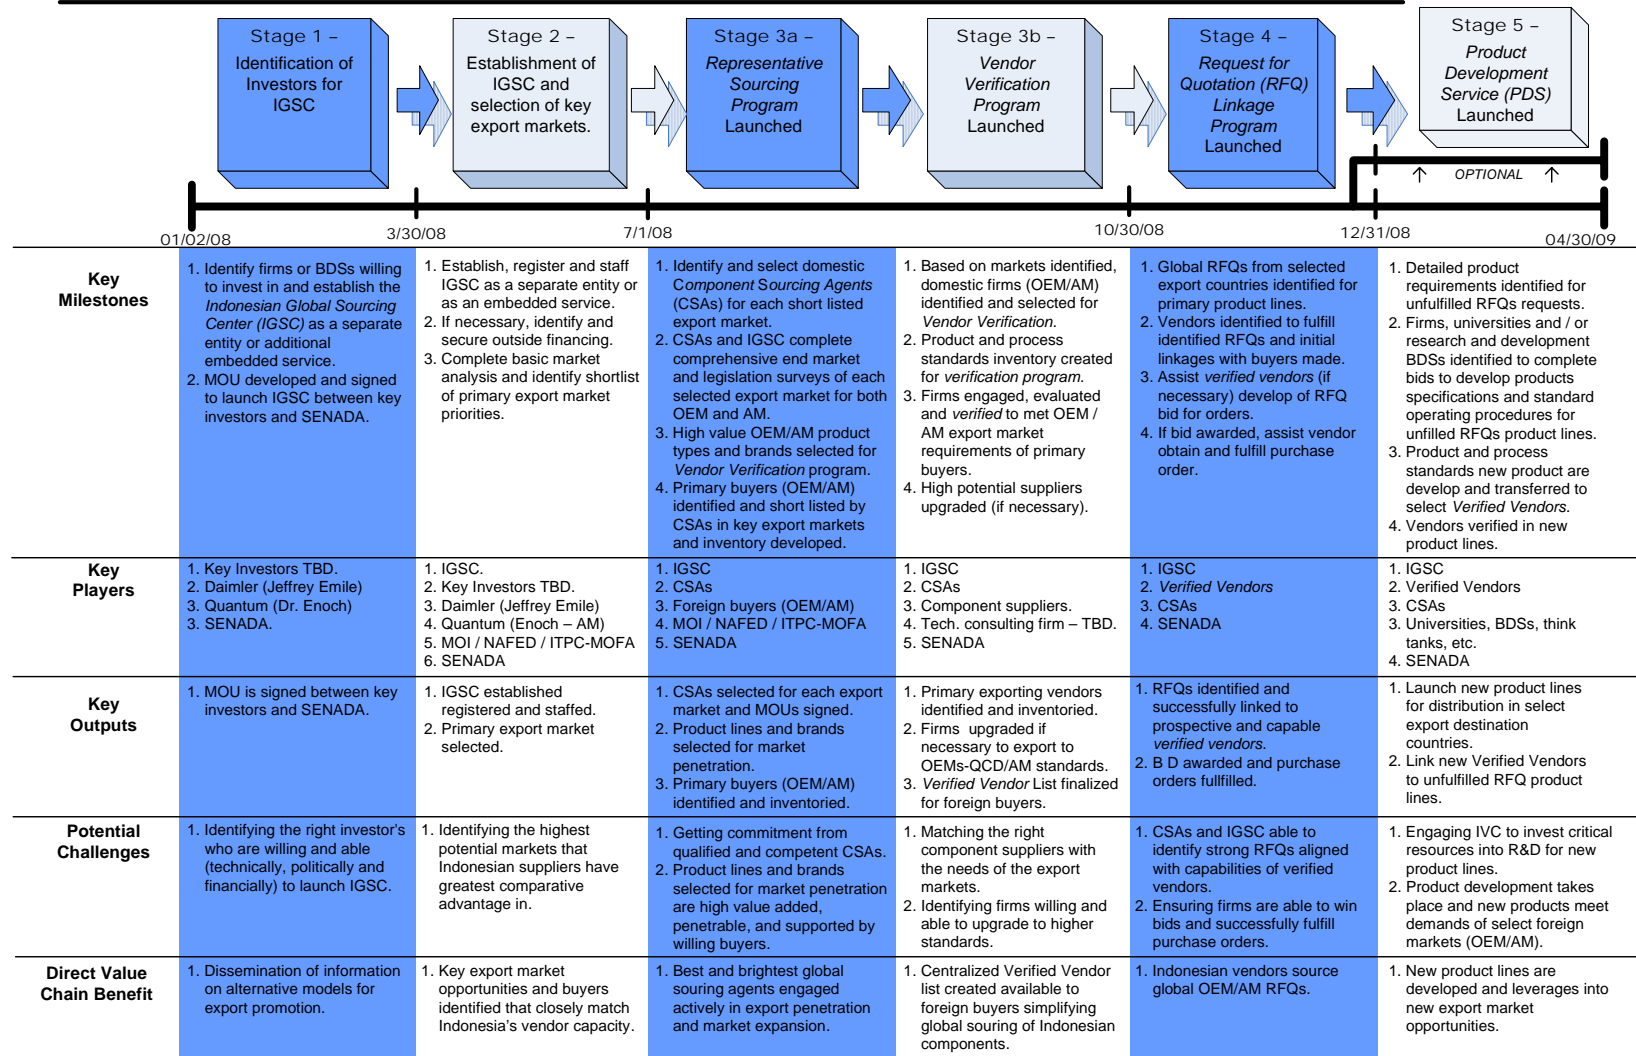 Stage 1 –
Identification of
Investors for
IGSC
Stage 2 –
Establishment of
IGSC and
selection of key
export markets.
Stage 3a -
Representative
Sourcing
Program
Launched
Stage 3b –
Vendor
Verification
Program
Launched
Stage 4 –
Request for
Quotation (RFQ)
Linkage
Program
Launched
Stage 5 –
Product
Development
Service (PDS)
Launched
↑ OPTIONAL ↑
01/02/08
3/30/08
7/1/08
10/30/08
12/31/08
04/30/09
Key
Milestones
1. Identify firms or BDSs willing
to invest in and establish the
Indonesian Global Sourcing
Center (IGSC) as a separate
entity or additional
embedded service.
2. MOU developed and signed
to launch IGSC between key
investors and SENADA.
1. Establish, register and staff
IGSC as a separate entity or
as an embedded service.
2. If necessary, identify and
secure outside financing.
3. Complete basic market
analysis and identify shortlist
of primary export market
priorities.
1. Identify and select domestic
Component Sourcing Agents
(CSAs) for each short listed
export market.
2. CSAs and IGSC complete
comprehensive end market
and legislation surveys of each
selected export market for both
OEM and AM.
3. High value OEM/AM product
types and brands selected for
Vendor Verification program.
4. Primary buyers (OEM/AM)
identified and short listed by
CSAs in key export markets
and inventory developed.
1. Based on markets identified,
domestic firms (OEM/AM)
identified and selected for
Vendor Verification.
2. Product and process
standards inventory created
for verification program.
3. Firms engaged, evaluated
and verified to met OEM /
AM export market
requirements of primary
buyers.
4. High potential suppliers
upgraded (if necessary).
1. Global RFQs from selected
export countries identified for
primary product lines.
2. Vendors identified to fulfill
identified RFQs and initial
linkages with buyers made.
3. Assist verified vendors (if
necessary) develop of RFQ
bid for orders.
4. If bid awarded, assist vendor
obtain and fulfill purchase
order.
1. Detailed product
requirements identified for
unfulfilled RFQs requests.
2. Firms, universities and / or
research and development
BDSs identified to complete
bids to develop products
specifications and standard
operating procedures for
unfilled RFQs product lines.
3. Product and process
standards new product are
develop and transferred to
select Verified Vendors.
4. Vendors verified in new
product lines.
Key
Players
1. Key Investors TBD.
2. Daimler (Jeffrey Emile)
3. Quantum (Dr. Enoch)
3. SENADA.
1. IGSC.
2. Key Investors TBD.
3. Daimler (Jeffrey Emile)
4. Quantum (Enoch – AM)
5. MOI / NAFED / ITPC-MOFA
6. SENADA
1. IGSC
2. CSAs
3. Foreign buyers (OEM/AM)
4. MOI / NAFED / ITPC-MOFA
5. SENADA
1. IGSC
2. CSAs
3. Component suppliers.
4. Tech. consulting firm – TBD.
5. SENADA
1. IGSC
2. Verified Vendors
3. CSAs
4. SENADA
1. IGSC
2. Verified Vendors
3. CSAs
3. Universities, BDSs, think
tanks, etc.
4. SENADA
Key
Outputs
1. MOU is signed between key
investors and SENADA.
1. IGSC established
registered and staffed.
2. Primary export market
selected.
1. CSAs selected for each export
market and MOUs signed.
2. Product lines and brands
selected for market
penetration.
3. Primary buyers (OEM/AM)
identified and inventoried.
1. Primary exporting vendors
identified and inventoried.
2. Firms upgraded if
necessary to export to
OEMs-QCD/AM standards.
3. Verified Vendor List finalized
for foreign buyers.
1. RFQs identified and
successfully linked to
prospective and capable
verified vendors.
2. B D awarded and purchase
orders fullfilled.
1. Launch new product lines
for distribution in select
export destination
countries.
2. Link new Verified Vendors
to unfulfilled RFQ product
lines.
Potential
Challenges
1. Identifying the right investor's
who are willing and able
(technically, politically and
financially) to launch IGSC.
1. Identifying the highest
potential markets that
Indonesian suppliers have
greatest comparative
advantage in.
1. Getting commitment from
qualified and competent CSAs.
2. Product lines and brands
selected for market penetration
are high value added,
penetrable, and supported by
willing buyers.
1. Matching the right
component suppliers with
the needs of the export
markets.
2. Identifying firms willing and
able to upgrade to higher
standards.
1. CSAs and IGSC able to
identify strong RFQs aligned
with capabilities of verified
vendors.
2. Ensuring firms are able to win
bids and successfully fulfill
purchase orders.
1. Engaging IVC to invest critical
resources into R&D for new
product lines.
2. Product development takes
place and new products meet
demands of select foreign
markets (OEM/AM).
Direct Value
Chain Benefit
1. Dissemination of information
on alternative models for
export promotion.
1. Key export market
opportunities and buyers
identified that closely match
Indonesia's vendor capacity.
1. Best and brightest global
souring agents engaged
actively in export penetration
and market expansion.
1. Centralized Verified Vendor
list created available to
foreign buyers simplifying
global souring of Indonesian
components.
1. Indonesian vendors source
global OEM/AM RFQs.
1. New product lines are
developed and leverages into
new export market
opportunities.